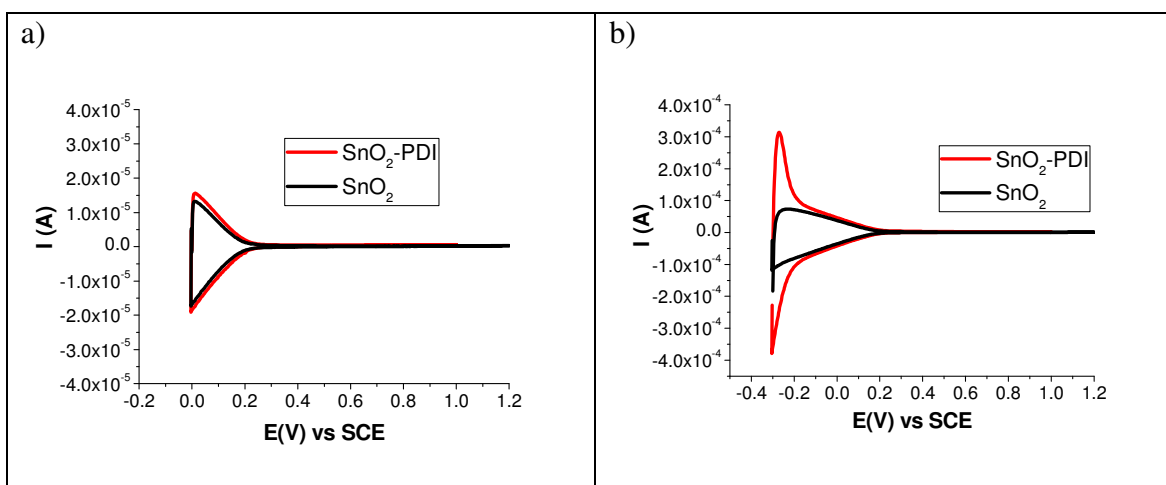 a)
4.0x10⁻⁵
3.0x10⁻⁵
2.0x10⁻⁵
1.0x10⁻⁵
0.0
-1.0x10⁻⁵
-2.0x10⁻⁵
-3.0x10⁻⁵
-4.0x10⁻⁵
I (A)
SnO₂-PDI
SnO₂
-0.2 0.0 0.2 0.4 0.6 0.8 1.0 1.2
E(V) vs SCE
b)
4.0x10⁻⁴
3.0x10⁻⁴
2.0x10⁻⁴
1.0x10⁻⁴
0.0
-1.0x10⁻⁴
-2.0x10⁻⁴
-3.0x10⁻⁴
-4.0x10⁻⁴
I (A)
SnO₂-PDI
SnO₂
-0.4 -0.2 0.0 0.2 0.4 0.6 0.8 1.0 1.2
E(V) vs SCE